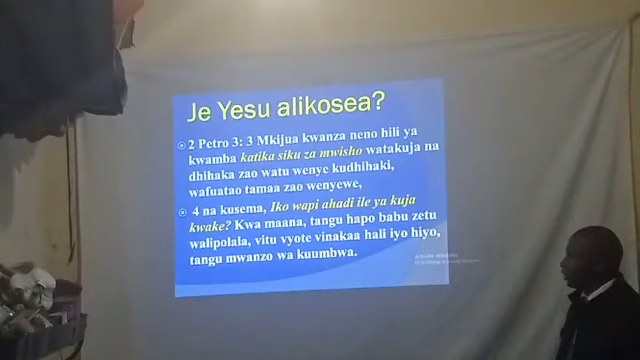 Je Yesu alikosea?
2 Petro 3: 3 Mkijua kwanza neno hili ya
kwamba katika siku za mwisho watakuja na
dhihaka zao watu wenye kudhihaki,
wafuatao tamaa zao wenyewe,
4 na kusema, Iko wapi ahadi ile ya kuja
kwake? Kwa maana, tangu hapo babu zetu
walipolala, vitu vyote vinakaa hali iyo hiyo,
tangu mwanzo wa kuumbwa.
Activate Windows